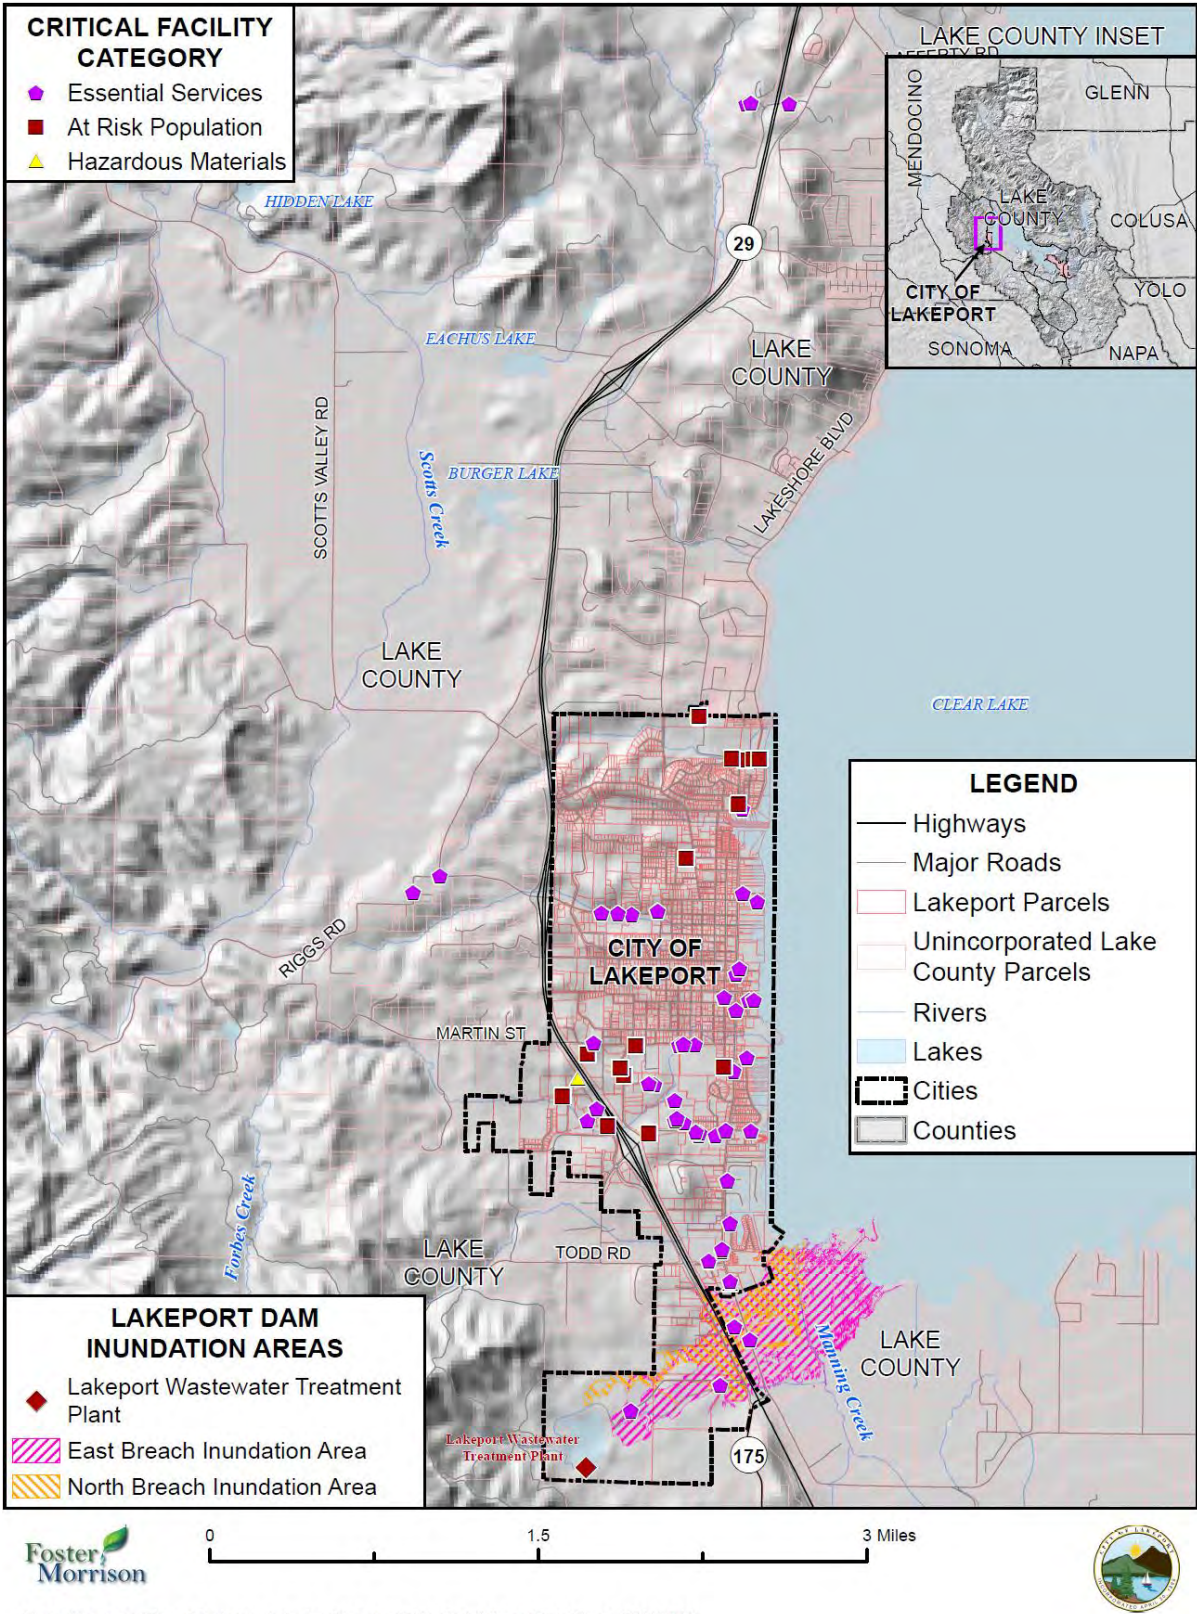 CRITICAL FACILITY
CATEGORY
Essential Services
At Risk Population
Hazardous Materials
LAKE COUNTY INSET
LAFFERTY RD
MENDOCINO
GLENN
LAKE
COUNTY
COLUSA
CITY OF
LAKEPORT
YOLO
SONOMA
NAPA
HIDDEN LAKE
29
EACHUS LAKE
LAKE
COUNTY
SCOTTS VALLEY RD
Scotts Creek
BURGER LAKE
LAKESHORE BLVD
LAKE
COUNTY
CLEAR LAKE
LEGEND
Highways
Major Roads
Lakeport Parcels
Unincorporated Lake
County Parcels
Rivers
Lakes
Cities
Counties
RIGGS RD
CITY OF
LAKEPORT
MARTIN ST
Forbes Creek
LAKE
COUNTY
TODD RD
Manning Creek
LAKE
COUNTY
LAKEPORT DAM
INUNDATION AREAS
Lakeport Wastewater Treatment
Plant
East Breach Inundation Area
North Breach Inundation Area
Lakeport Wastewater
Treatment Plant
175
Foster
Morrison
0 1.5 3 Miles
CITY OF LAKEPORT